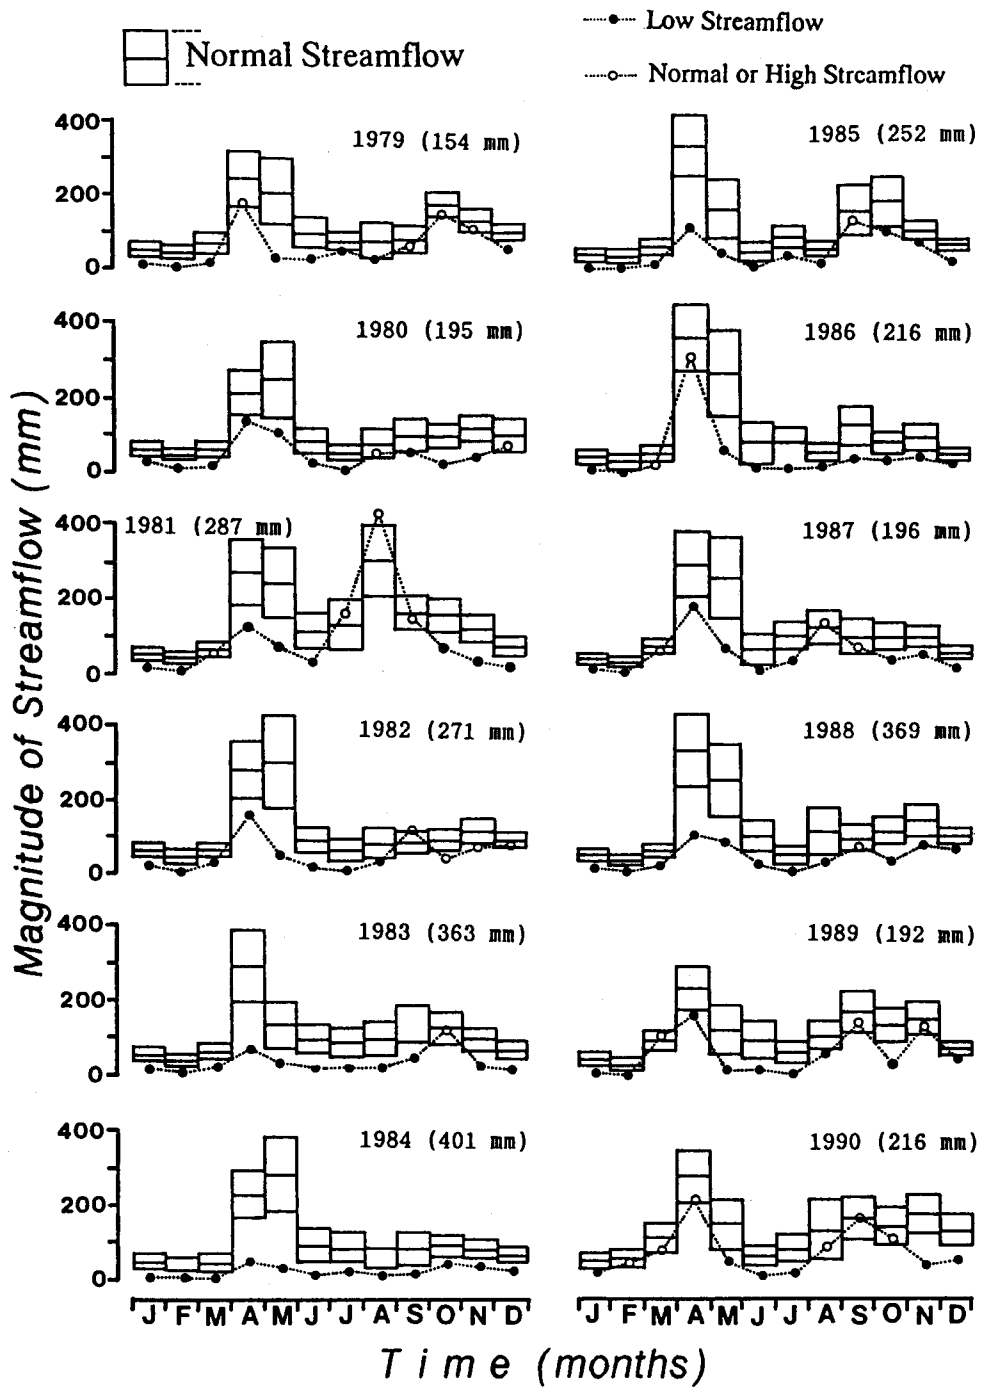 Normal Streamflow
Low Streamflow
Normal or High Streamflow
Magnitude of Streamflow (mm)
400
200
0
1979 (154 mm)
1985 (252 mm)
400
200
0
1980 (195 mm)
1986 (216 mm)
400
200
0
1981 (287 mm)
1987 (196 mm)
400
200
0
1982 (271 mm)
1988 (369 mm)
400
200
0
1983 (363 mm)
1989 (192 mm)
400
200
0
1984 (401 mm)
1990 (216 mm)
J F M A M J J A S O N D
J F M A M J J A S O N D
Time (months)